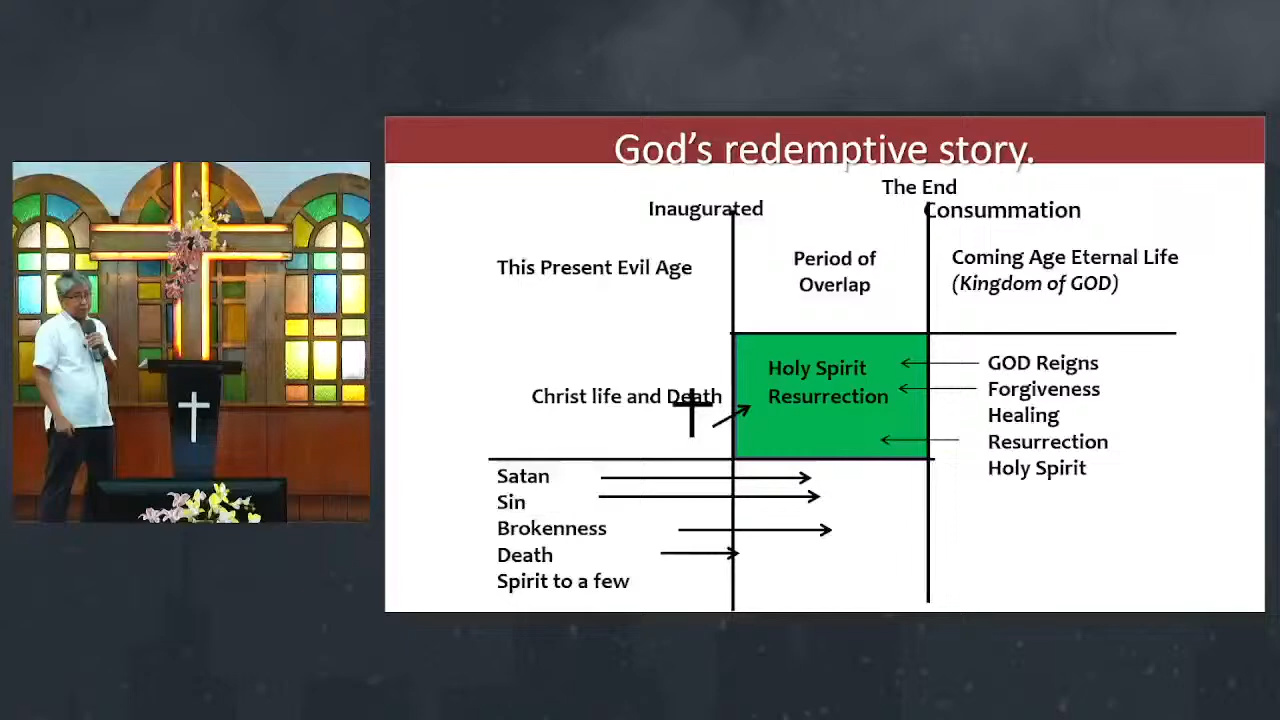 God's redemptive story.
The End
Inaugurated
Consummation
This Present Evil Age
Period of
Overlap
Coming Age Eternal Life
(Kingdom of GOD)
Christ life and Death
Holy Spirit
Resurrection
GOD Reigns
Forgiveness
Healing
Resurrection
Holy Spirit
Satan
Sin
Brokenness
Death
Spirit to a few